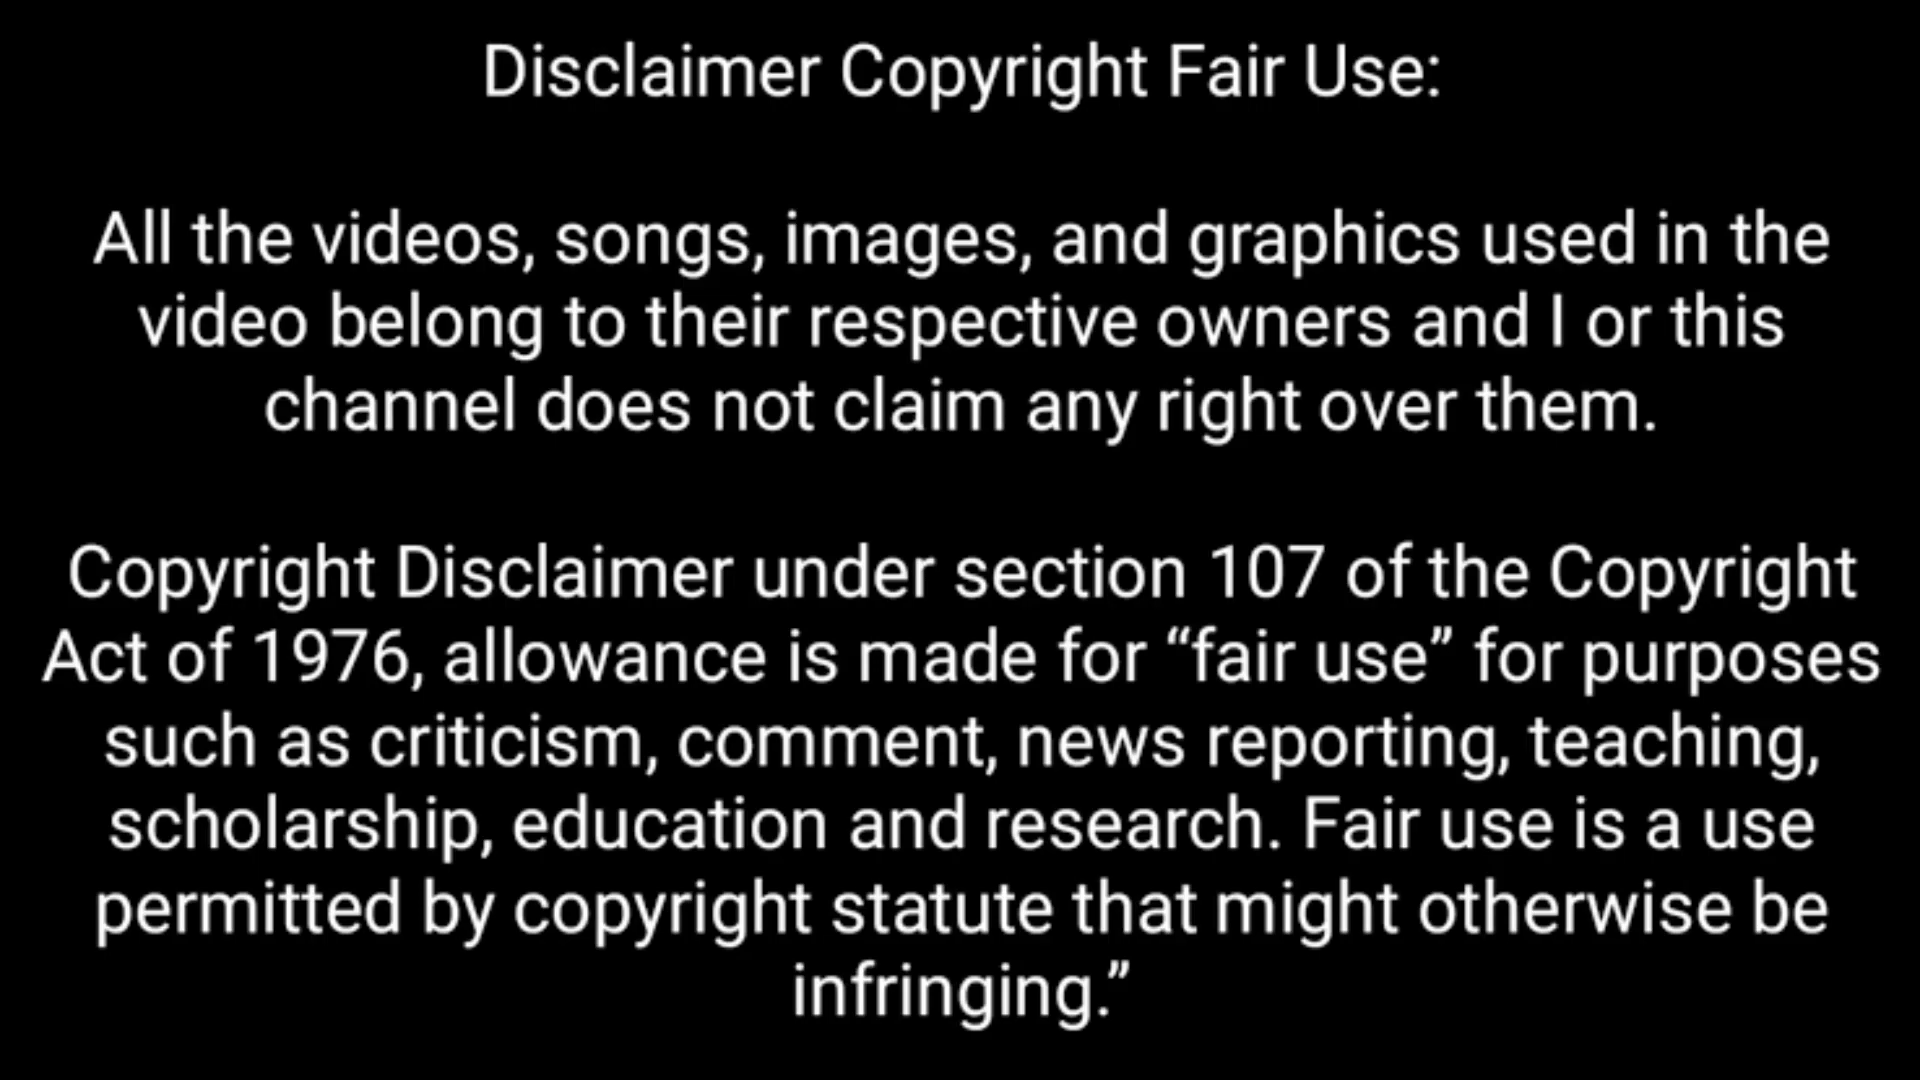 Disclaimer Copyright Fair Use:
All the videos, songs, images, and graphics used in the
video belong to their respective owners and I or this
channel does not claim any right over them.
Copyright Disclaimer under section 107 of the Copyright
Act of 1976, allowance is made for “fair use” for purposes
such as criticism, comment, news reporting, teaching,
scholarship, education and research. Fair use is a use
permitted by copyright statute that might otherwise be
infringing.”